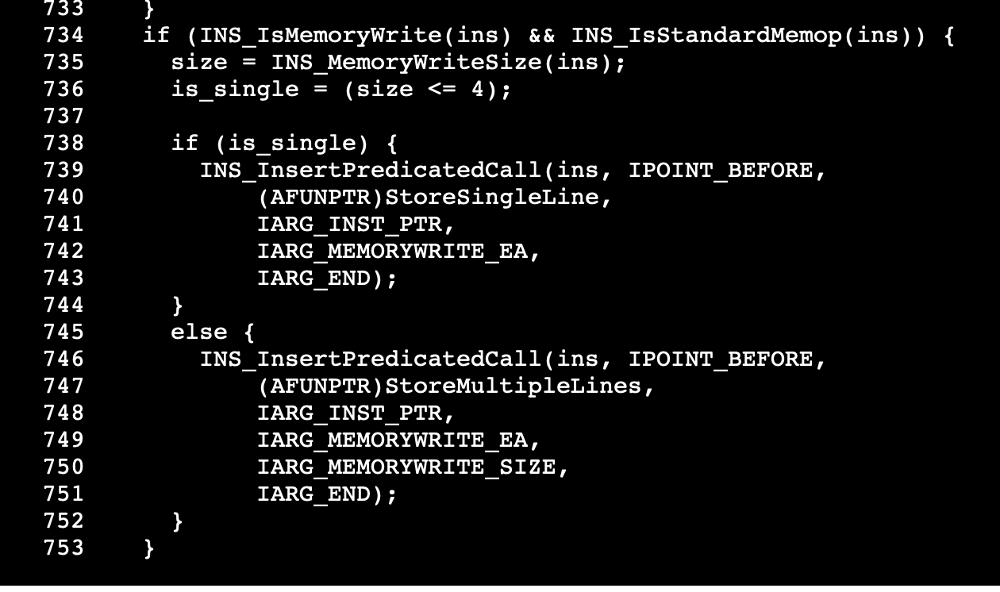 733    }
734    if (INS_IsMemoryWrite(ins) && INS_IsStandardMemop(ins)) {
735      size = INS_MemoryWriteSize(ins);
736      is_single = (size <= 4);
737
738      if (is_single) {
739        INS_InsertPredicatedCall(ins, IPOINT_BEFORE,
740            (AFUNPTR)StoreSingleLine,
741            IARG_INST_PTR,
742            IARG_MEMORYWRITE_EA,
743            IARG_END);
744      }
745      else {
746        INS_InsertPredicatedCall(ins, IPOINT_BEFORE,
747            (AFUNPTR)StoreMultipleLines,
748            IARG_INST_PTR,
749            IARG_MEMORYWRITE_EA,
750            IARG_MEMORYWRITE_SIZE,
751            IARG_END);
752      }
753    }